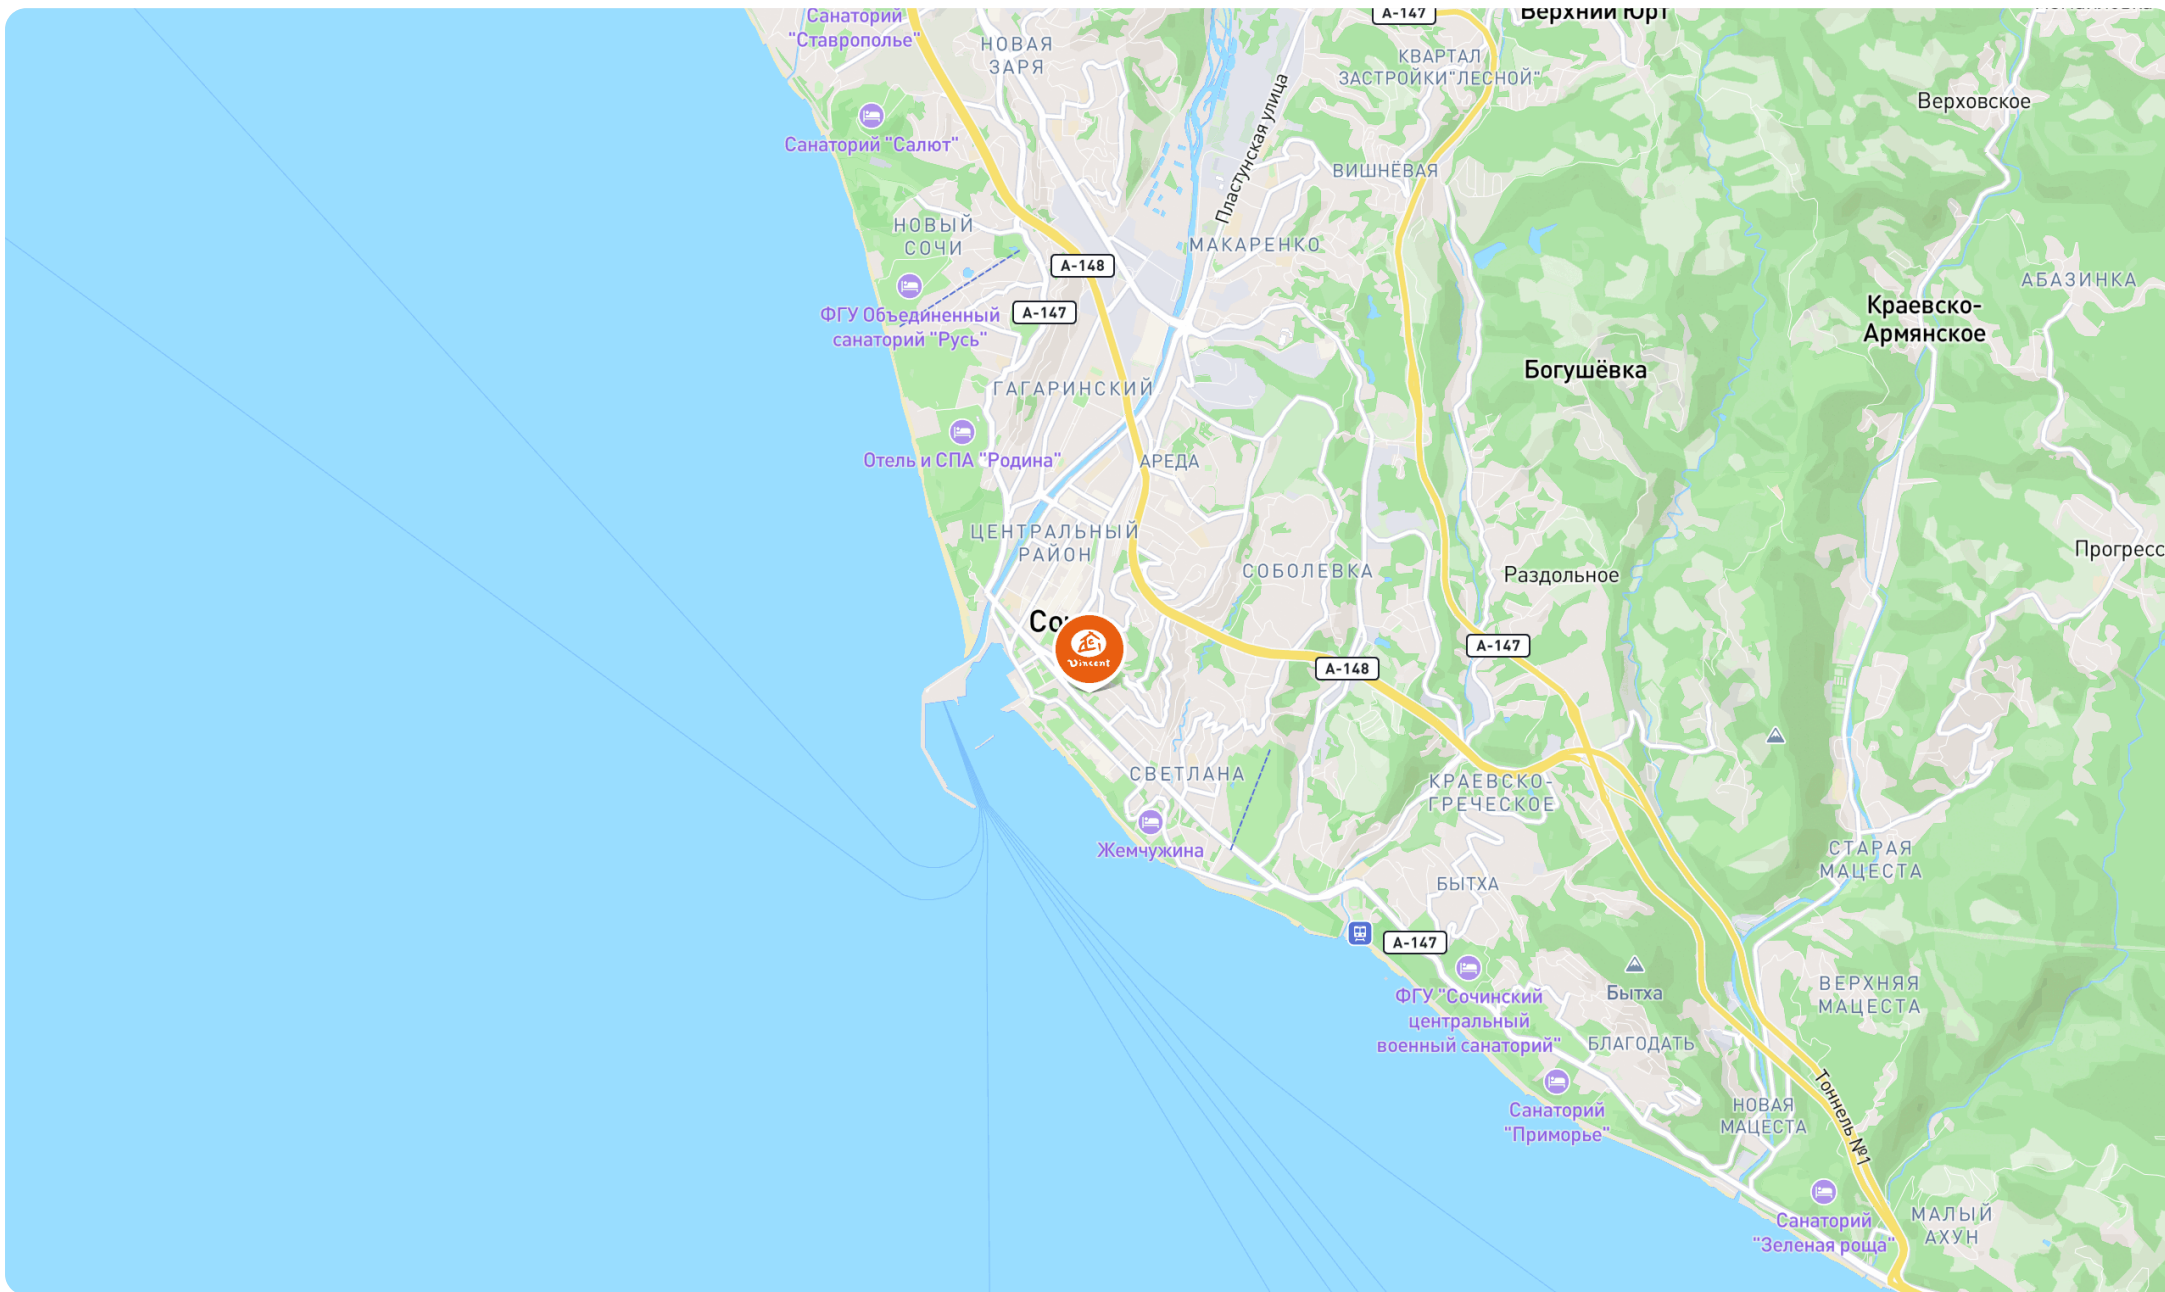 Санаторий
"Ставрополье"
НОВАЯ
ЗАРЯ
А-147
Верхний Юрт
КВАРТАЛ
ЗАСТРОЙКИ"ЛЕСНОЙ"
Верховское
Санаторий "Салют"
Пластунская улица
ВИШНЁВАЯ
НОВЫЙ
СОЧИ
МАКАРЕНКО
А-148
АБАЗИНКА
А-147
ФГУ Объединенный
санаторий "Русь"
Краевско-
Армянское
Богушёвка
ГАГАРИНСКИЙ
Отель и СПА "Родина"
АРЕДА
ЦЕНТРАЛЬНЫЙ
РАЙОН
Прогресс
СОБОЛЕВКА
Раздольное
Со
Vincent
А-147
А-148
СВЕТЛАНА
КРАЕВСКО-
ГРЕЧЕСКОЕ
Жемчужина
СТАРАЯ
МАЦЕСТА
БЫТХА
А-147
ФГУ "Сочинский
центральный
военный санаторий"
Бытха
ВЕРХНЯЯ
МАЦЕСТА
БЛАГОДАТЬ
Санаторий
"Приморье"
НОВАЯ
МАЦЕСТА
Тоннель №1
Санаторий
"Зеленая роща"
МАЛЫЙ
АХУН